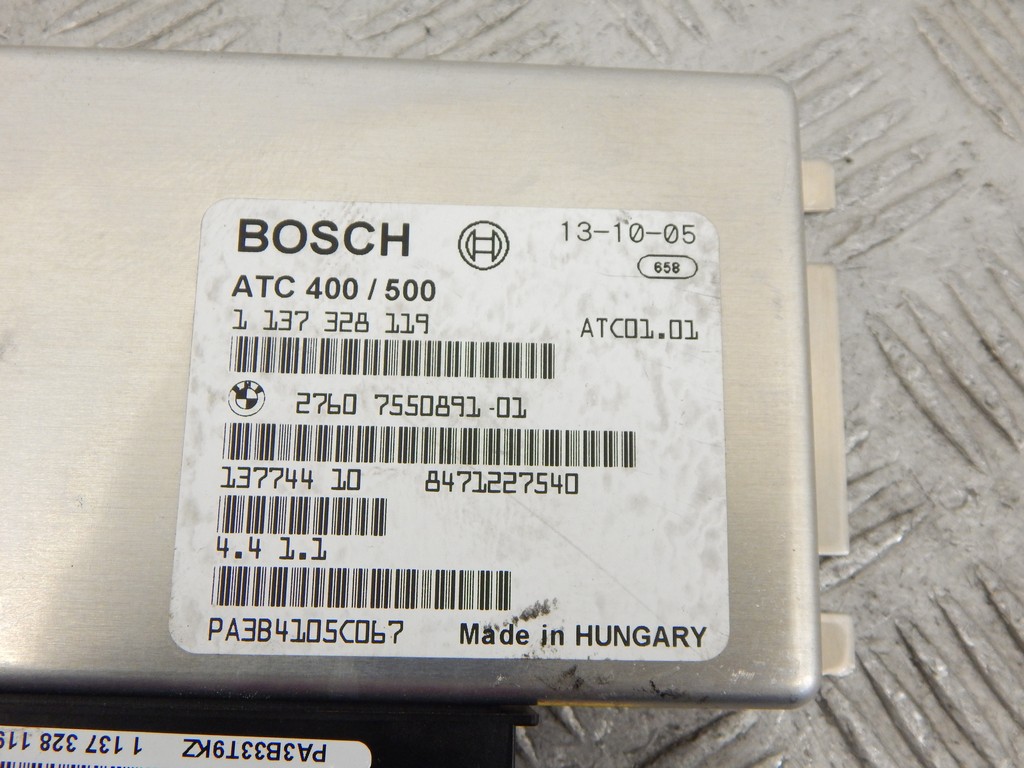 BOSCH 13-10-05
658
ATC 400 / 500
1 137 328 119 ATC01.01
2760 7550891-01
137744 10 8471227540
4.4 1.1
PA3B4105C067 Made in HUNGARY
1 137 328 119 PA3B33T9KZ